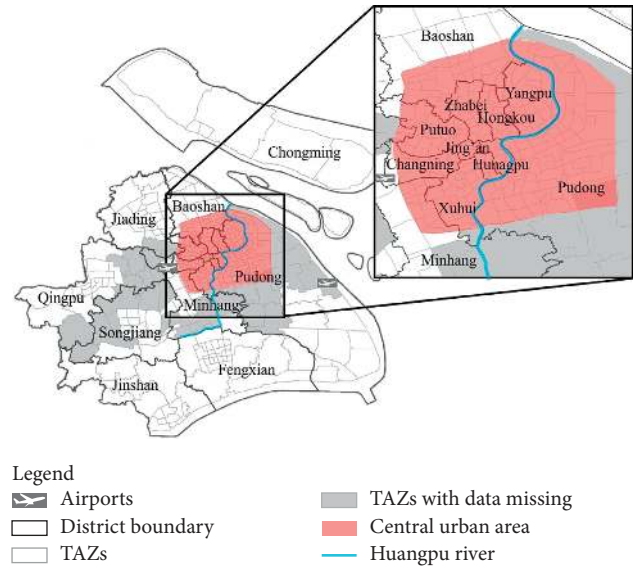 Baoshan
Yangpu
Zhabei
Hongkou
Putuo
Jing'an
Changning
Hunagpu
Pudong
Xuhui
Minhang
Chongming
Baoshan
Jiading
Pudong
Qingpu
Minhang
Songjiang
Fengxian
Jinshan
Legend
Airports
District boundary
TAZs
TAZs with data missing
Central urban area
Huangpu river